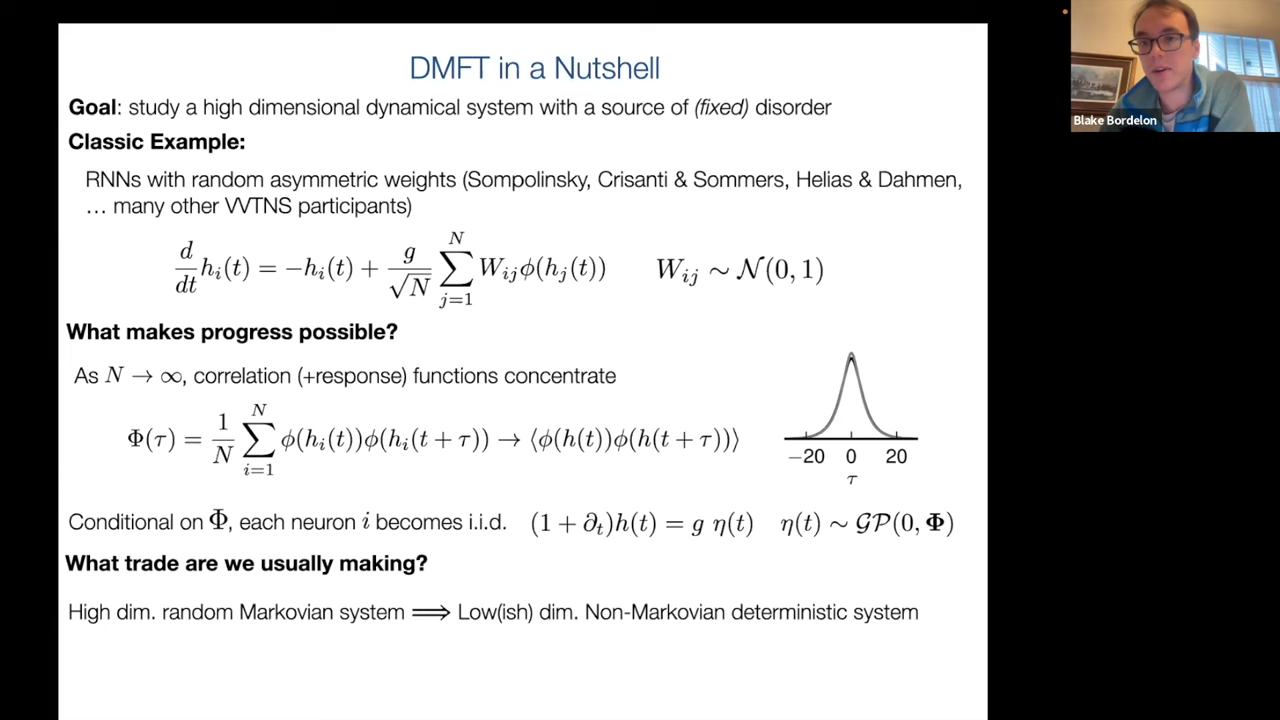 DMFT in a Nutshell
Goal: study a high dimensional dynamical system with a source of (fixed) disorder
Classic Example:
RNNs with random asymmetric weights (Sompolinsky, Crisanti & Sommers, Helias & Dahmen,
… many other VVTNS participants)
d/dt h_i(t) = −h_i(t) + g/√N ∑_{j=1}^{N} W_{ij} ϕ(h_j(t))    W_{ij} ∼ 𝒩(0, 1)
What makes progress possible?
As N → ∞, correlation (+response) functions concentrate
Φ(τ) = 1/N ∑_{i=1}^{N} ϕ(h_i(t))ϕ(h_i(t + τ)) → ⟨ϕ(h(t))ϕ(h(t + τ))⟩
−20 0 20
τ
Conditional on Φ, each neuron i becomes i.i.d. (1 + ∂_t)h(t) = g η(t)    η(t) ∼ 𝒢𝒫(0, Φ)
What trade are we usually making?
High dim. random Markovian system ⟹ Low(ish) dim. Non-Markovian deterministic system
Blake Bordelon